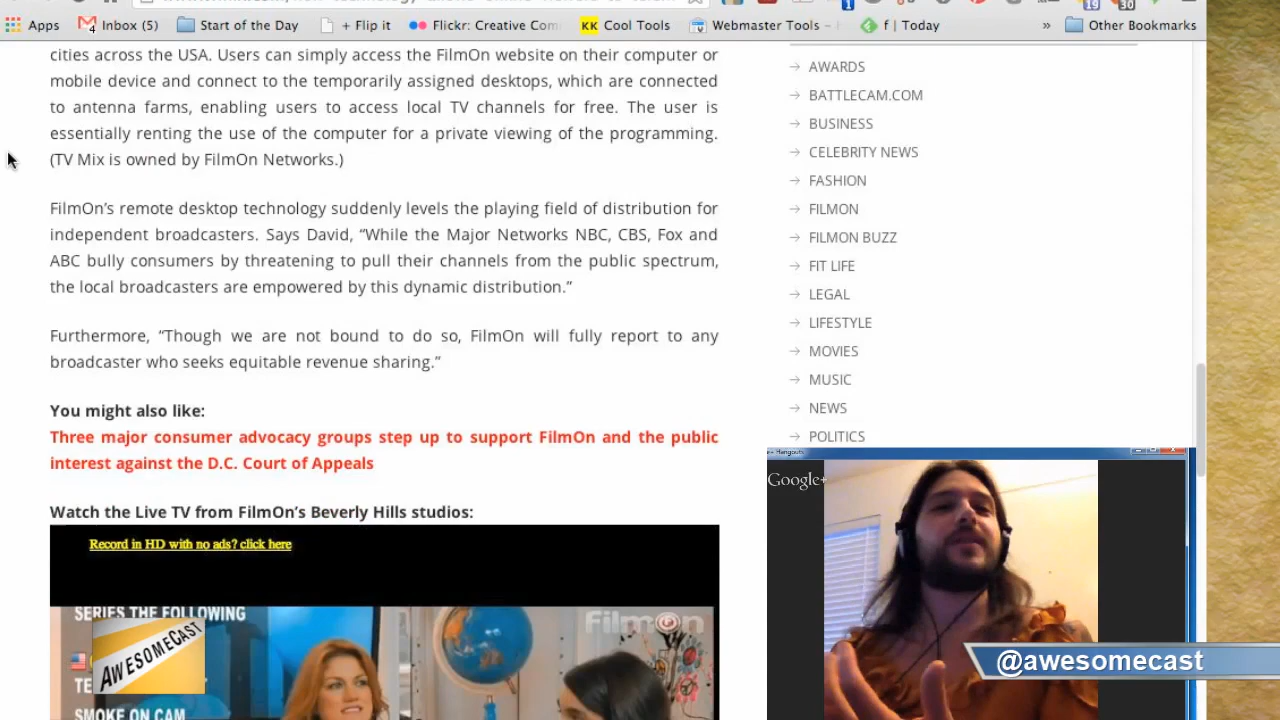 Apps
4
Inbox (5)
Start of the Day
+ Flip it
Flickr: Creative Com
KK Cool Tools
Webmaster Tools -
f | Today
»
Other Bookmarks
1
19
30
cities across the USA. Users can simply access the FilmOn website on their computer or
mobile device and connect to the temporarily assigned desktops, which are connected
to antenna farms, enabling users to access local TV channels for free. The user is
essentially renting the use of the computer for a private viewing of the programming.
(TV Mix is owned by FilmOn Networks.)
FilmOn’s remote desktop technology suddenly levels the playing field of distribution for
independent broadcasters. Says David, “While the Major Networks NBC, CBS, Fox and
ABC bully consumers by threatening to pull their channels from the public spectrum,
the local broadcasters are empowered by this dynamic distribution.”
Furthermore, “Though we are not bound to do so, FilmOn will fully report to any
broadcaster who seeks equitable revenue sharing.”
You might also like:
Three major consumer advocacy groups step up to support FilmOn and the public
interest against the D.C. Court of Appeals
Watch the Live TV from FilmOn’s Beverly Hills studios:
Record in HD with no ads? click here
SERIES THE FOLLOWING
FilmOn
AWESOMECAST
SMOKE ON CAM
AWARDS
BATTLECAM.COM
BUSINESS
CELEBRITY NEWS
FASHION
FILMON
FILMON BUZZ
FIT LIFE
LEGAL
LIFESTYLE
MOVIES
MUSIC
NEWS
POLITICS
Hangouts
Google+
@awesomecast